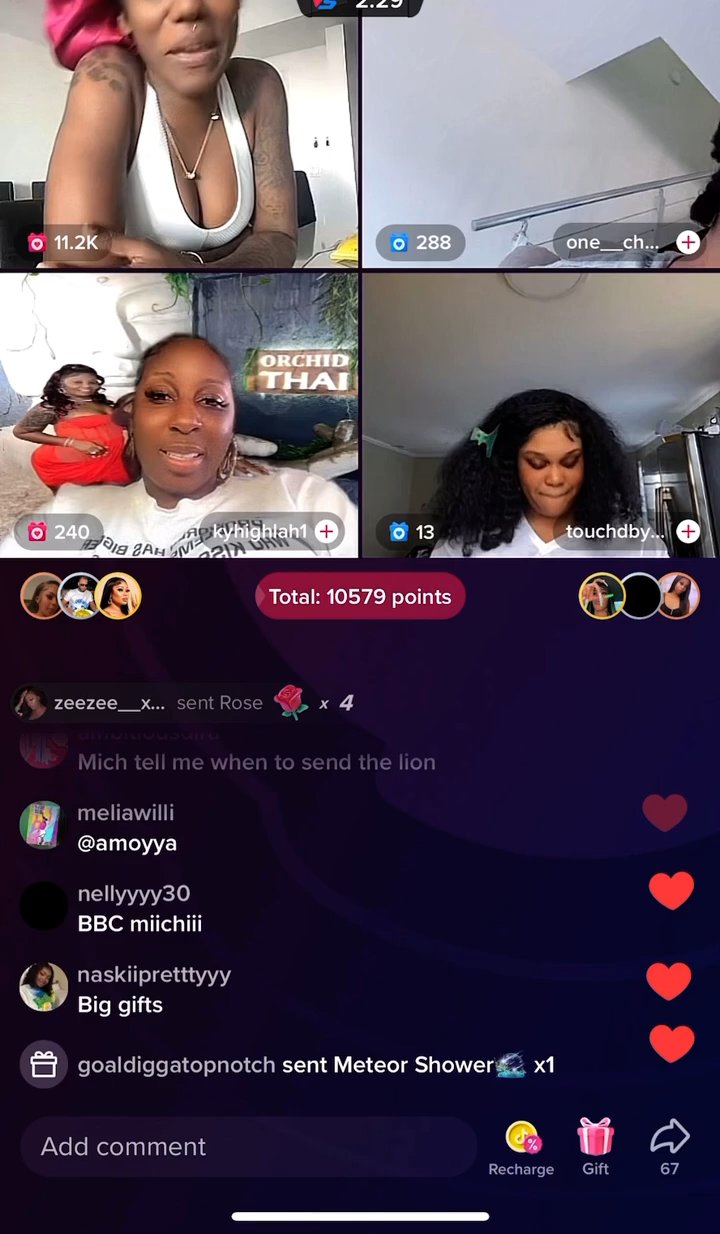 2:29
11.2K
288
one__ch...
ORCHID
THAI
240
kyhighlah1
13
touchdby...
Total: 10579 points
zeezee__x... sent Rose x 4
Mich tell me when to send the lion
meliawilli
@amoyya
nellyyyy30
BBC miichiii
naskiipretttyyy
Big gifts
goaldiggatopnotch sent Meteor Shower x1
Add comment
Recharge
Gift
67